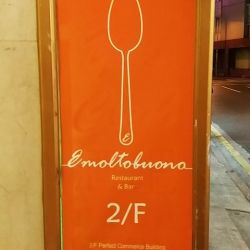 E
Emoltobuono
Restaurant
& Bar
2/F
2/F Perfect Commerce Building